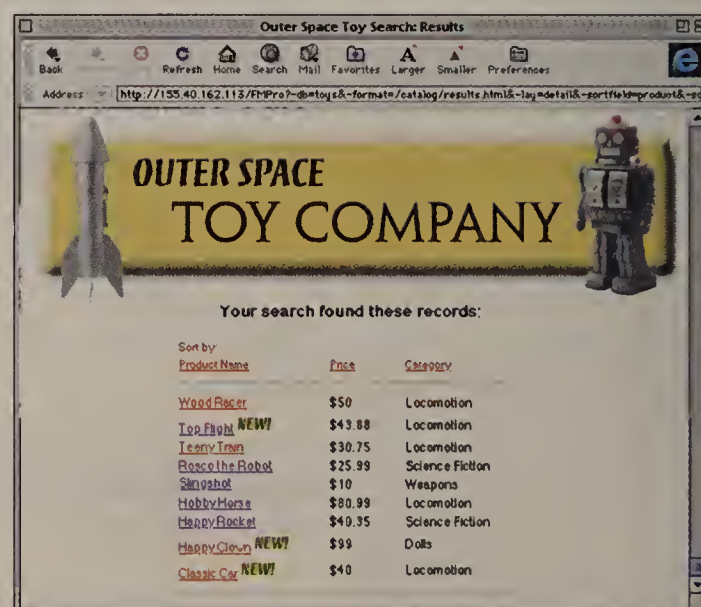 Outer Space Toy Search: Results
Back Refresh Home Search Mail Favorites Larger Smaller Preferences
Address http://155.40.162.113/FMPro?-db=toys&-format=/catalog/results.html&-lay=detail&-sortfield=product&-so
OUTER SPACE
TOY COMPANY
Your search found these records:
Sort by:
Product Name Price Category
Wood Racer $50 Locomotion
Top Flight NEW! $43.88 Locomotion
Teeny Train $30.75 Locomotion
Rosco the Robot $25.99 Science Fiction
Slingshot $10 Weapons
Hobby Horse $80.99 Locomotion
Happy Rocket $40.35 Science Fiction
Happy Clown NEW! $99 Dolls
Classic Car NEW! $40 Locomotion